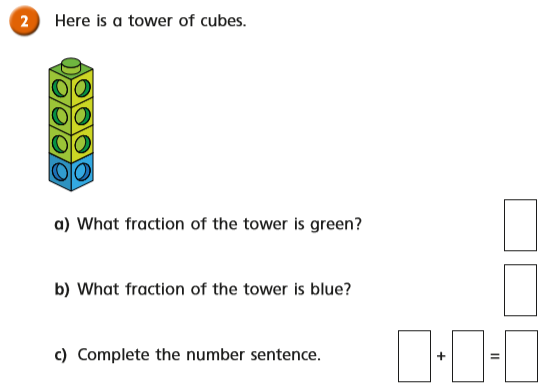 2 Here is a tower of cubes.
a) What fraction of the tower is green?
b) What fraction of the tower is blue?
c) Complete the number sentence. + =